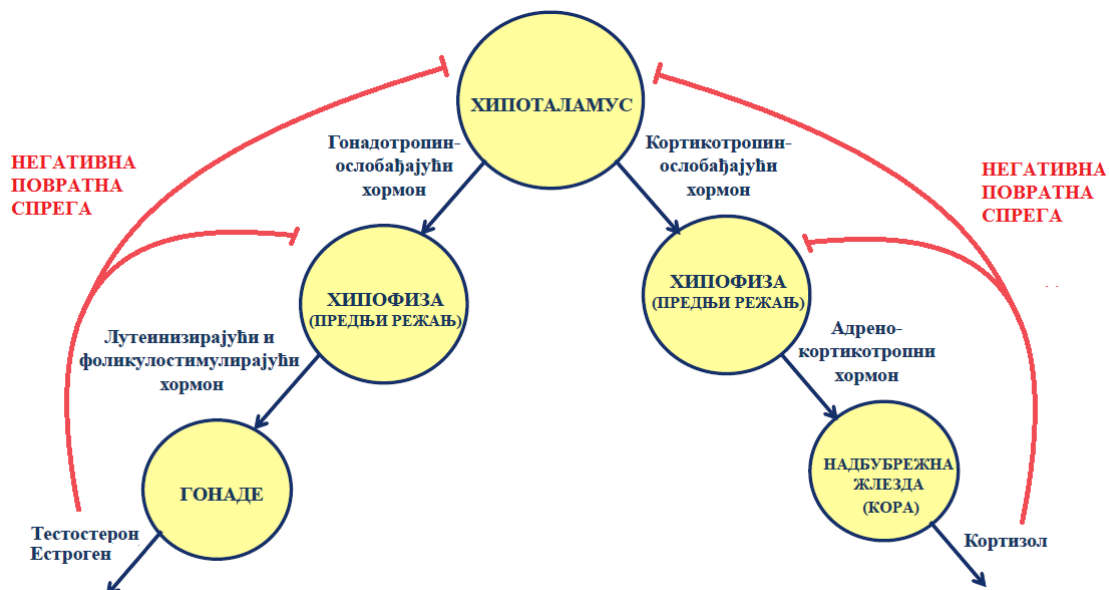 ХИПОТАЛАМУС
Гонадотропин-
ослобађајући
хормон
Кортикотропин-
ослобађајући
хормон
НЕГАТИВНА
ПОВРАТНА
СПРЕГА
НЕГАТИВНА
ПОВРАТНА
СПРЕГА
ХИПОФИЗА
(ПРЕДЊИ РЕЖАЊ)
ХИПОФИЗА
(ПРЕДЊИ РЕЖАЊ)
Лутеинизирајући и
фоликулостимулирајући
хормон
Адрено-
кортикотропни
хормон
ГОНАДЕ
НАДБУБРЕЖНА
ЖЛЕЗДА
(КОРА)
Тестостерон
Естроген
Кортизол